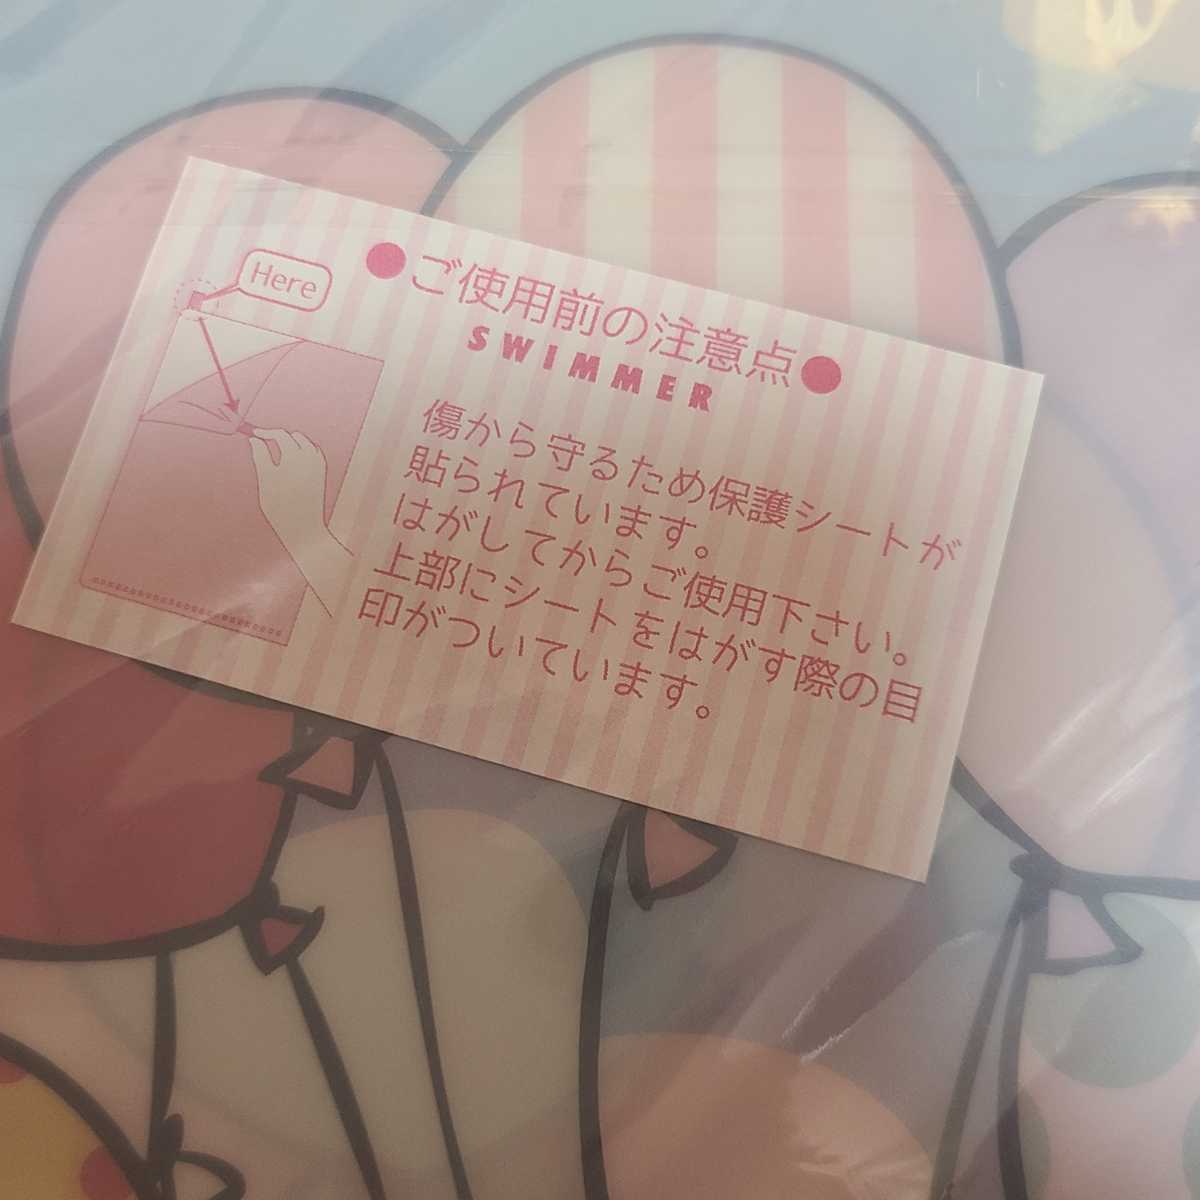 Here
●ご使用前の注意点●
SWIMMER
傷から守るため保護シートが
貼られています。
はがしてからご使用下さい。
上部にシートをはがす際の目
印がついています。